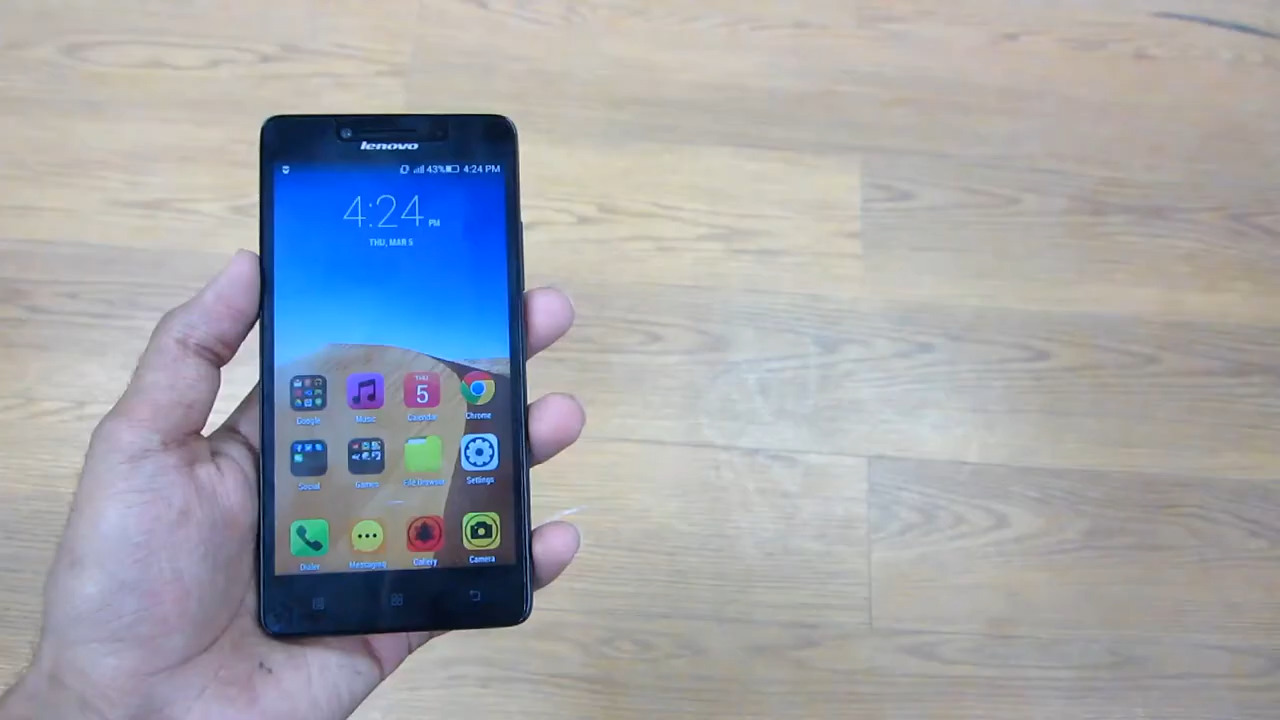 lenovo
43% 4:24 PM
4:24 PM
THU, MAR 5
THU
5
Google Music Calendar Chrome
Social Games File Browser Settings
Dialer Messaging Gallery Camera